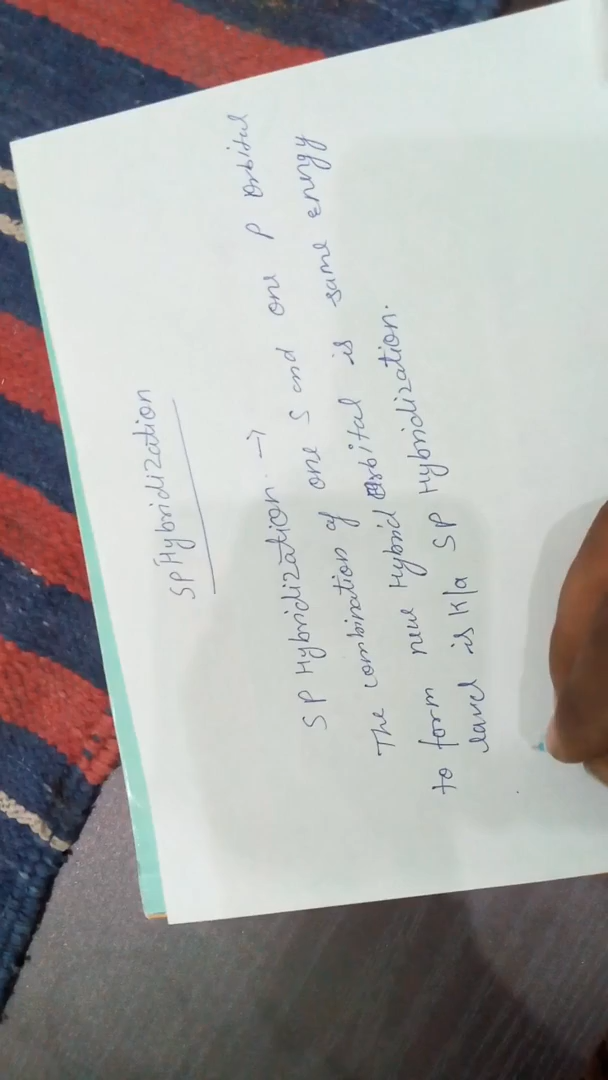 SP Hybridization
SP Hybridization. →
The combination of one S and one P orbital
to form new Hybrid orbital is same energy
lavel is K/a SP Hybridization.